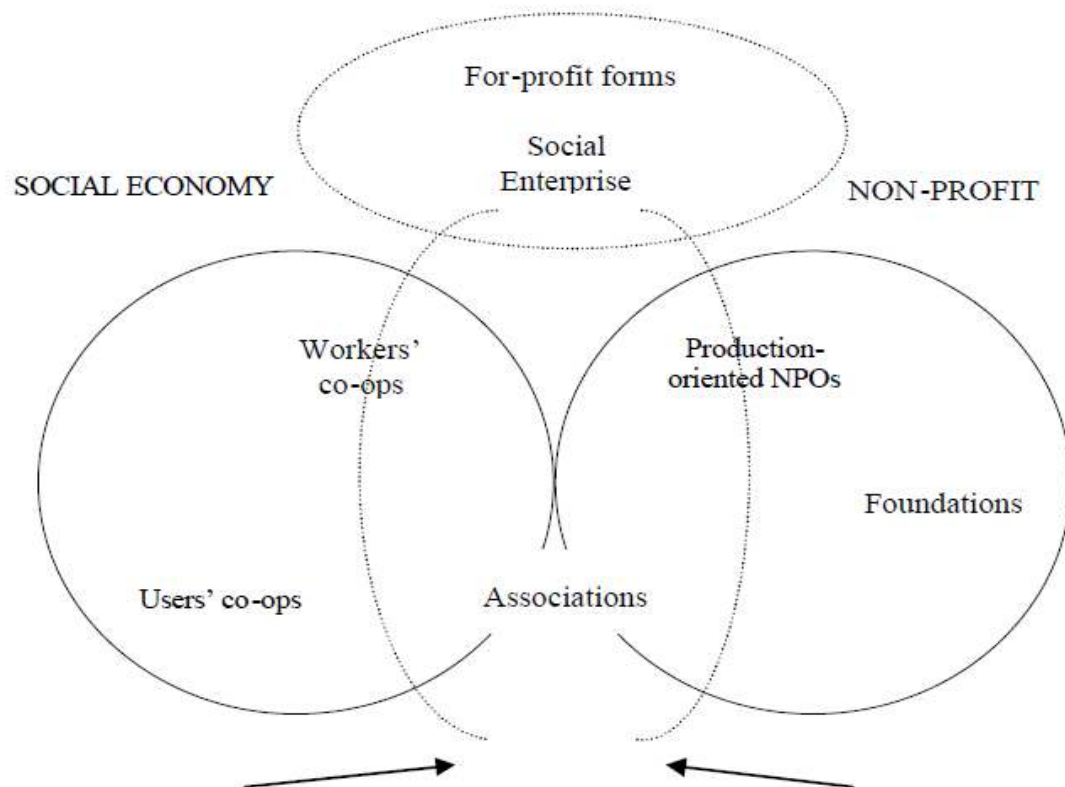 For-profit forms
Social
Enterprise
SOCIAL ECONOMY
NON-PROFIT
Workers’
co-ops
Production-
oriented NPOs
Foundations
Users’ co-ops
Associations